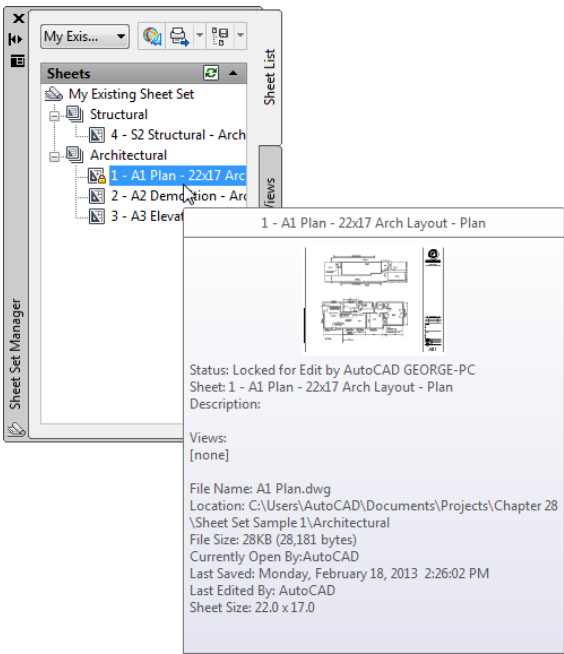 My Exis...
Sheet List
Sheets
My Existing Sheet Set
Structural
4 - S2 Structural - Arch
Architectural
1 - A1 Plan - 22x17 Arc
2 - A2 Demolition - Arc
3 - A3 Elevat
Views
Sheet Set Manager
1 - A1 Plan - 22x17 Arch Layout - Plan
Status: Locked for Edit by AutoCAD GEORGE-PC
Sheet: 1 - A1 Plan - 22x17 Arch Layout - Plan
Description:
Views:
[none]
File Name: A1 Plan.dwg
Location: C:\Users\AutoCAD\Documents\Projects\Chapter 28
\Sheet Set Sample 1\Architectural
File Size: 28KB (28,181 bytes)
Currently Open By:AutoCAD
Last Saved: Monday, February 18, 2013  2:26:02 PM
Last Edited By: AutoCAD
Sheet Size: 22.0 x 17.0